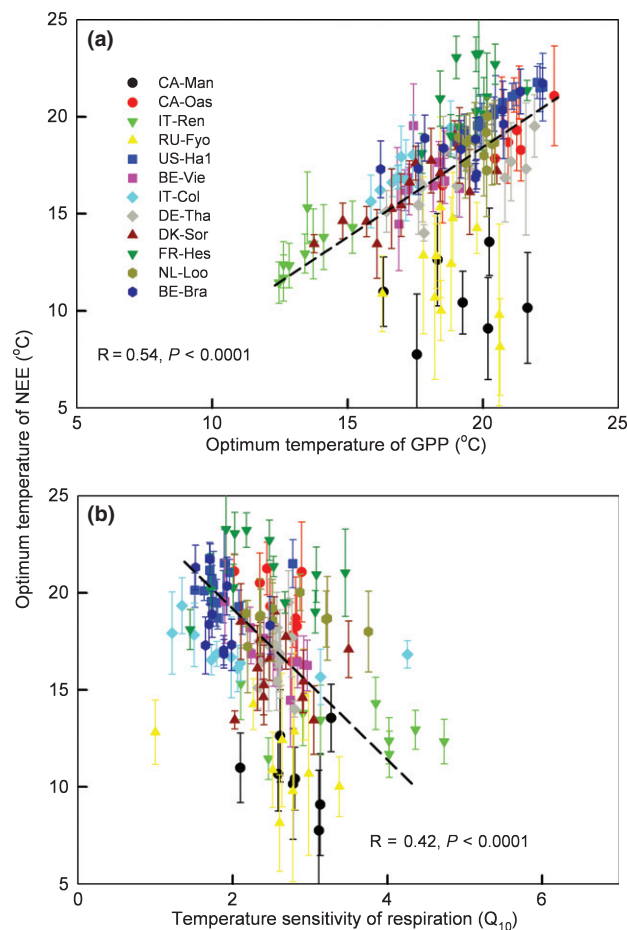 (a)
25
20
15
10
5
CA-Man
CA-Oas
IT-Ren
RU-Fyo
US-Ha1
BE-Vie
IT-Col
DE-Tha
DK-Sor
FR-Hes
NL-Loo
BE-Bra
R = 0.54, P < 0.0001
5 10 15 20 25
Optimum temperature of GPP (°C)
Optimum temperature of NEE (°C)
(b)
25
20
15
10
5
R = 0.42, P < 0.0001
0 2 4 6
Temperature sensitivity of respiration (Q10)